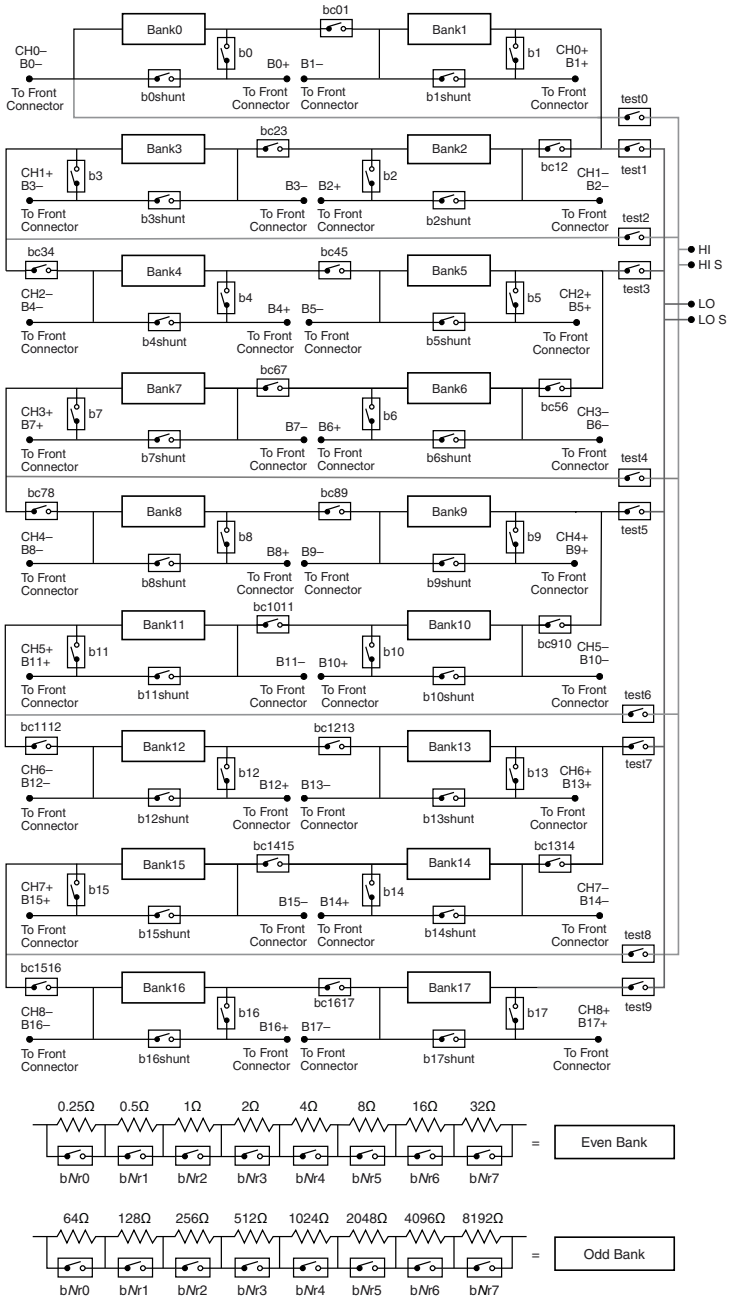 bc01
Bank0
Bank1
CH0–
B0–
b0
B0+
B1–
b1
CH0+
B1+
To Front
Connector
b0shunt
To Front
Connector
To Front
Connector
b1shunt
To Front
Connector
test0
bc23
Bank3
Bank2
bc12
test1
CH1+
B3–
b3
b2
CH1–
B2–
B3–
B2+
To Front
Connector
b3shunt
To Front
Connector
To Front
Connector
b2shunt
To Front
Connector
test2
HI
HI S
bc34
Bank4
bc45
Bank5
test3
CH2–
B4–
b4
B4+
B5–
b5
CH2+
B5+
LO
LO S
To Front
Connector
b4shunt
To Front
Connector
To Front
Connector
b5shunt
To Front
Connector
bc67
Bank7
Bank6
bc56
CH3+
B7+
b7
b6
CH3–
B6–
B7–
B6+
To Front
Connector
b7shunt
To Front
Connector
To Front
Connector
b6shunt
To Front
Connector
test4
bc78
Bank8
bc89
Bank9
test5
CH4–
B8–
b8
B8+
B9–
b9
CH4+
B9+
To Front
Connector
b8shunt
To Front
Connector
To Front
Connector
b9shunt
To Front
Connector
bc1011
Bank11
Bank10
bc910
CH5+
B11+
b11
b10
CH5–
B10–
B11–
B10+
To Front
Connector
b11shunt
To Front
Connector
To Front
Connector
b10shunt
To Front
Connector
test6
bc1112
Bank12
bc1213
Bank13
test7
CH6–
B12–
b12
B12+
B13–
b13
CH6+
B13+
To Front
Connector
b12shunt
To Front
Connector
To Front
Connector
b13shunt
To Front
Connector
bc1415
Bank15
Bank14
bc1314
CH7+
B15+
b15
b14
CH7–
B14–
B15–
B14+
To Front
Connector
b15shunt
To Front
Connector
To Front
Connector
b14shunt
To Front
Connector
test8
bc1516
Bank16
bc1617
Bank17
test9
CH8–
B16–
b16
B16+
B17–
b17
CH8+
B17+
To Front
Connector
b16shunt
To Front
Connector
To Front
Connector
b17shunt
To Front
Connector
0.25Ω 0.5Ω 1Ω 2Ω 4Ω 8Ω 16Ω 32Ω
= Even Bank
bNr0 bNr1 bNr2 bNr3 bNr4 bNr5 bNr6 bNr7
64Ω 128Ω 256Ω 512Ω 1024Ω 2048Ω 4096Ω 8192Ω
= Odd Bank
bNr0 bNr1 bNr2 bNr3 bNr4 bNr5 bNr6 bNr7